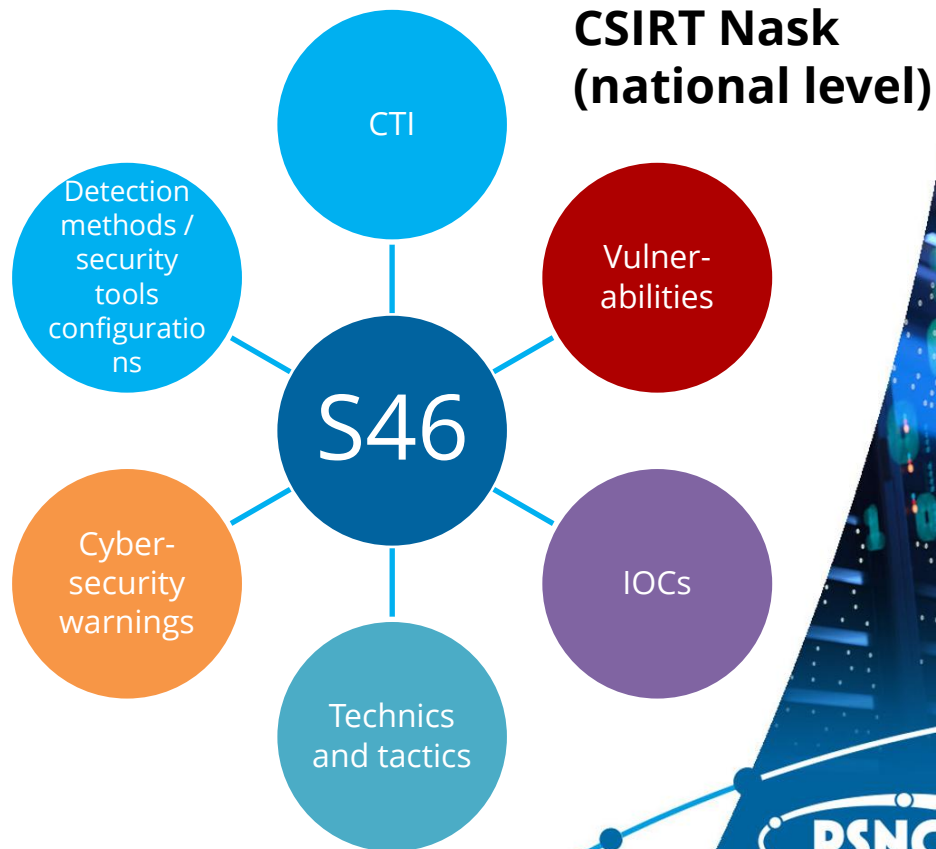 CSIRT Nask
(national level)
CTI
Detection
methods /
security
tools
configuratio
ns
Vulner-
abilities
S46
Cyber-
security
warnings
IOCs
Technics
and tactics
PSNC